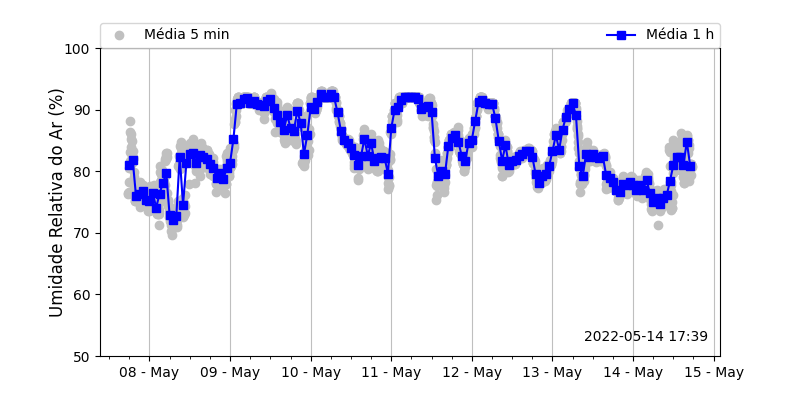 Média 5 min
Média 1 h
100
90
80
70
60
50
Umidade Relativa do Ar (%)
2022-05-14 17:39
08 - May
09 - May
10 - May
11 - May
12 - May
13 - May
14 - May
15 - May